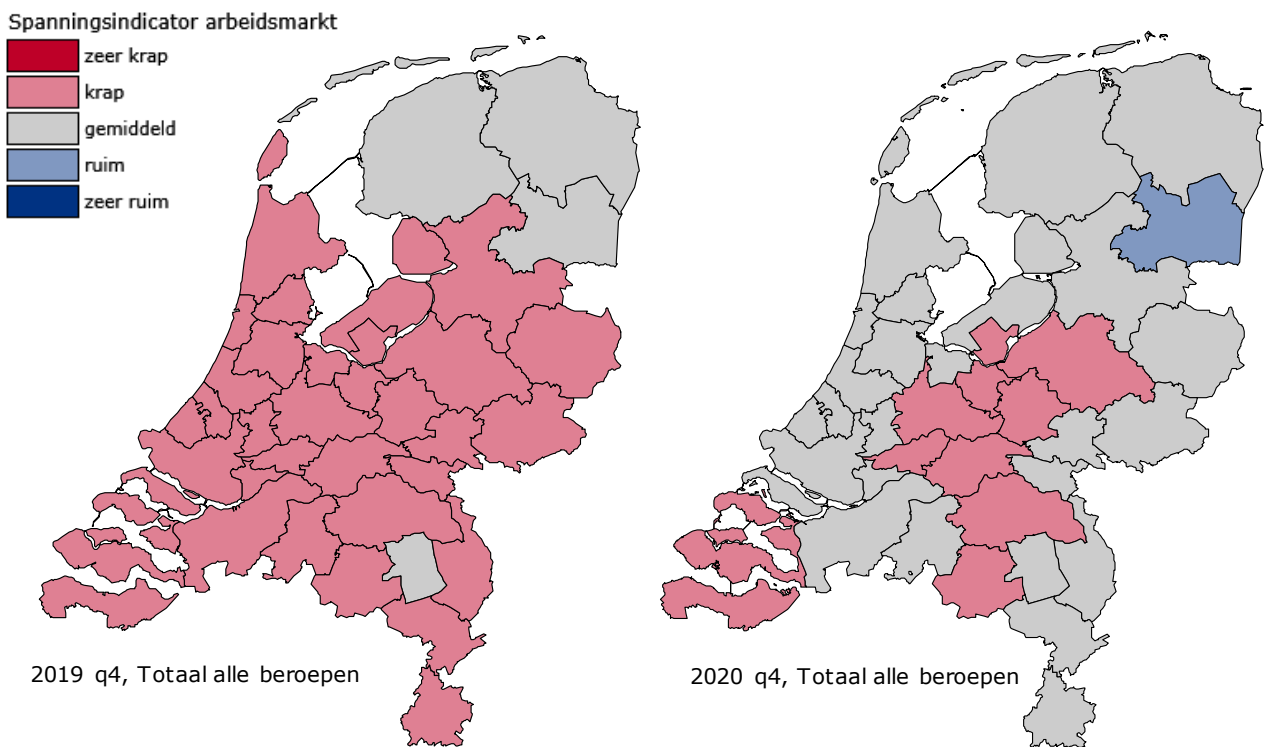 Spanningsindicator arbeidsmarkt
zeer krap
krap
gemiddeld
ruim
zeer ruim
2019 q4, Totaal alle beroepen
2020 q4, Totaal alle beroepen